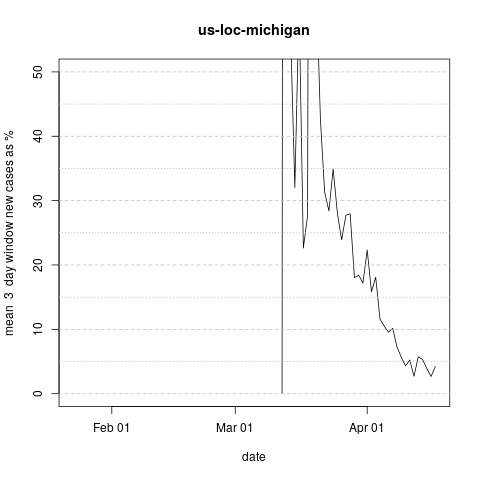 us-loc-michigan
mean  3  day window new cases as %
50
40
30
20
10
0
Feb 01
Mar 01
Apr 01
date